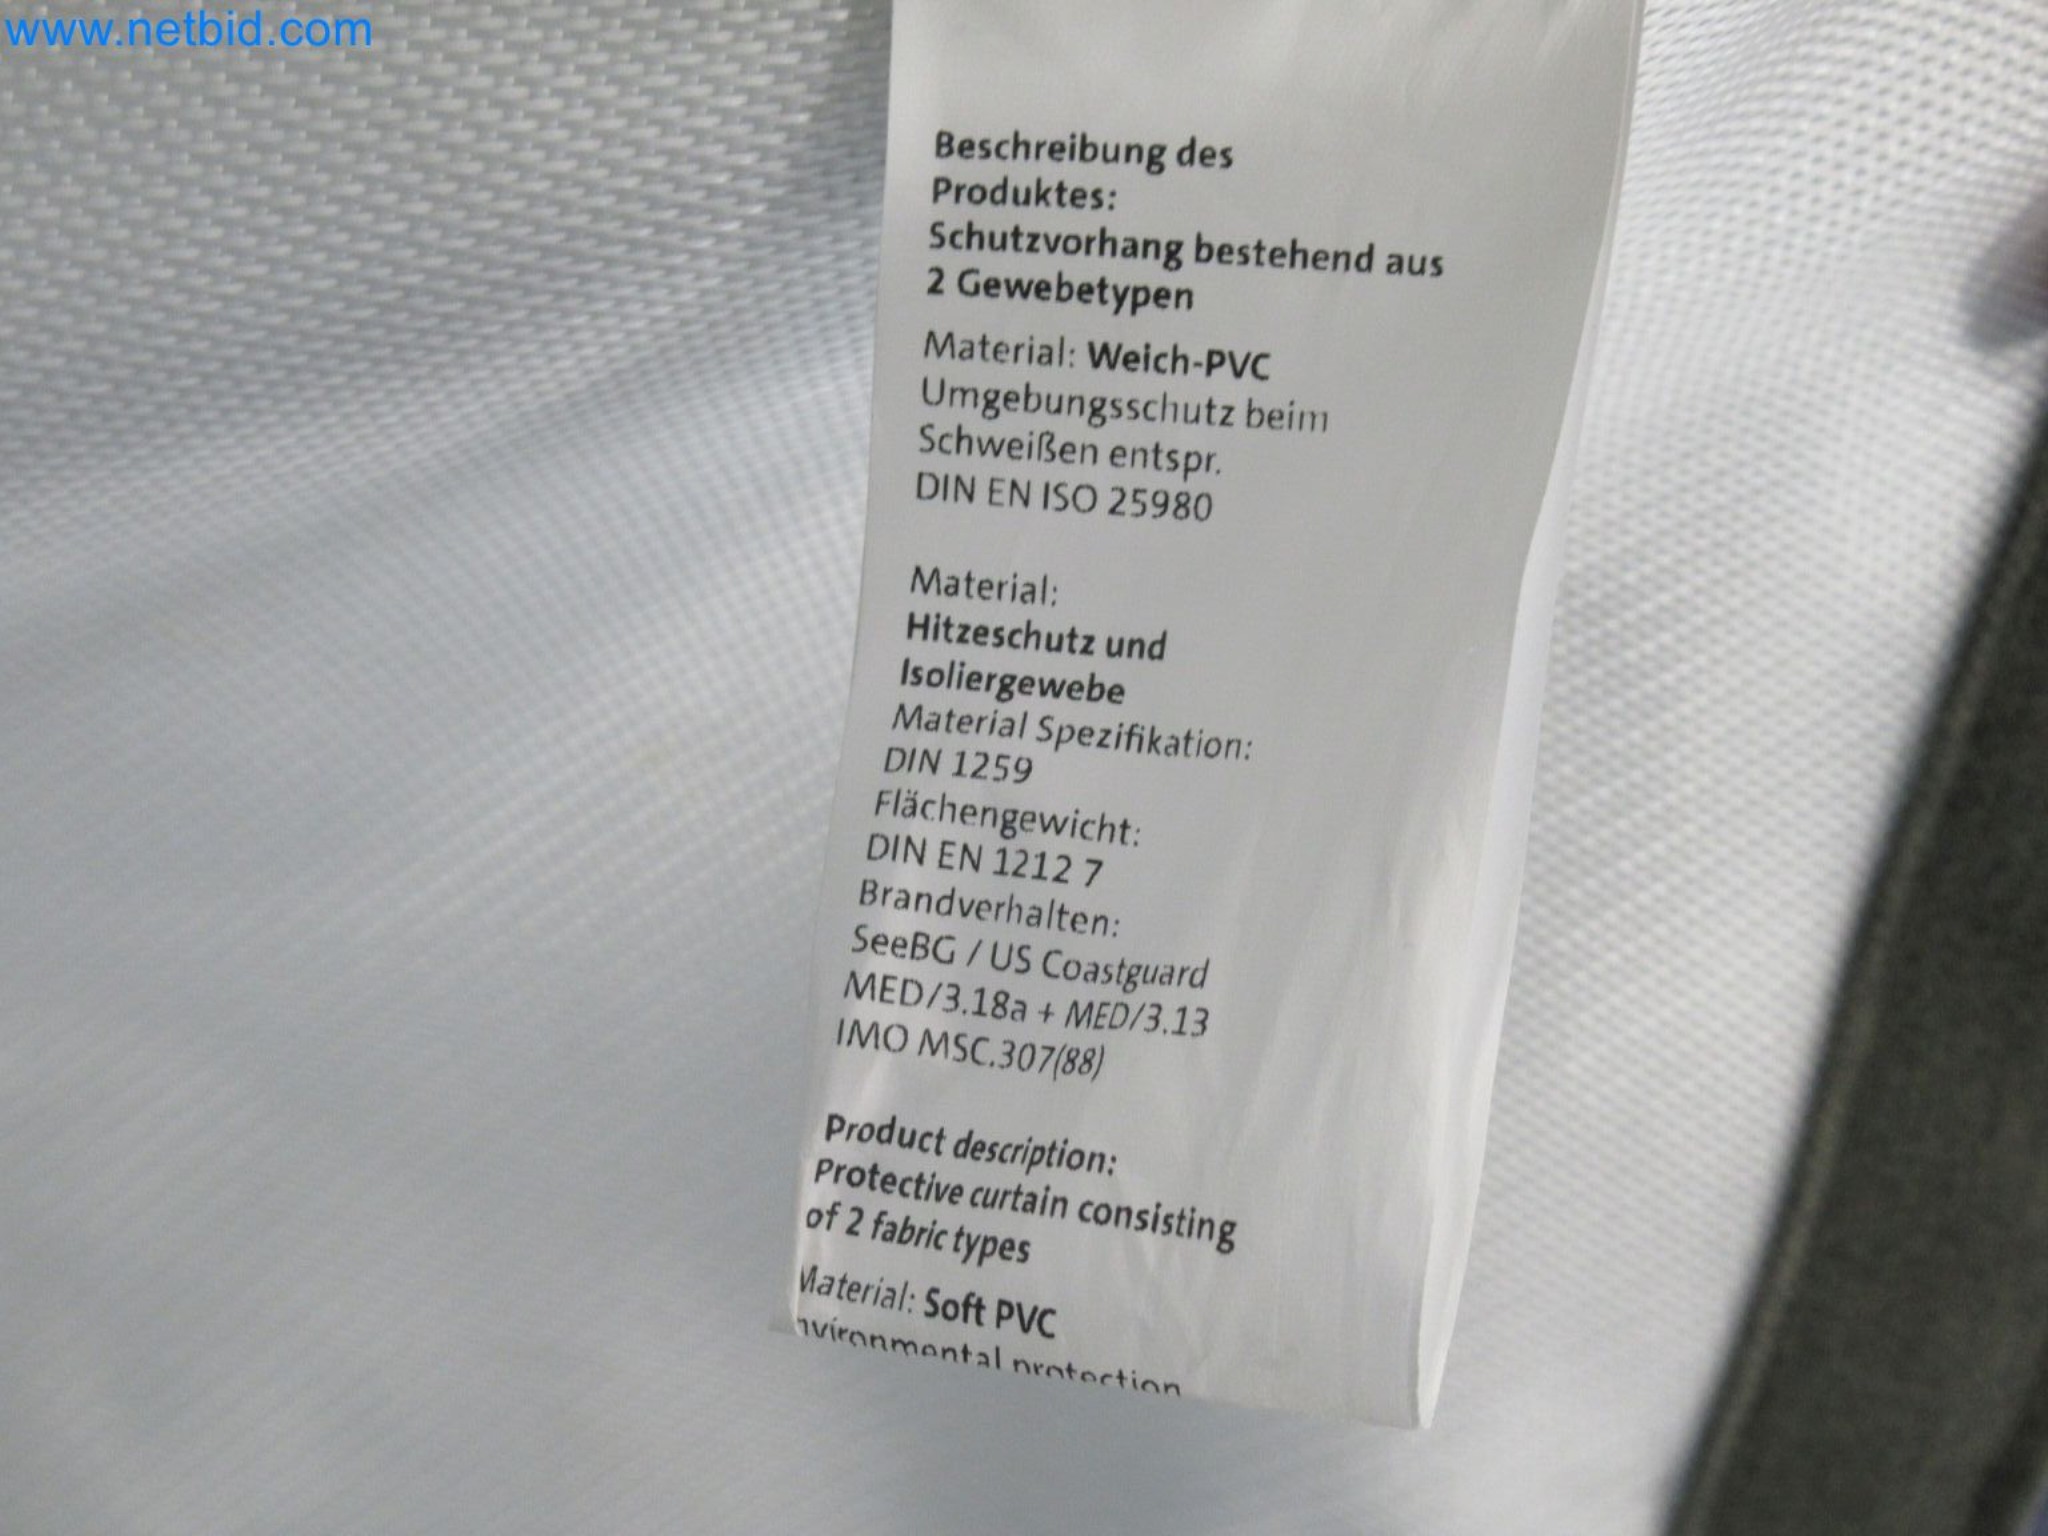 www.netbid.com
Beschreibung des
Produktes:
Schutzvorhang bestehend aus
2 Gewebetypen
Material: Weich-PVC
Umgebungsschutz beim
Schweißen entspr.
DIN EN ISO 25980
Material:
Hitzeschutz und
Isoliergewebe
Material Spezifikation:
DIN 1259
Flächengewicht:
DIN EN 1212 7
Brandverhalten:
SeeBG / US Coastguard
MED/3.18a + MED/3.13
IMO MSC.307(88)
Product description:
Protective curtain consisting
of 2 fabric types
Material: Soft PVC
nvironmental protection